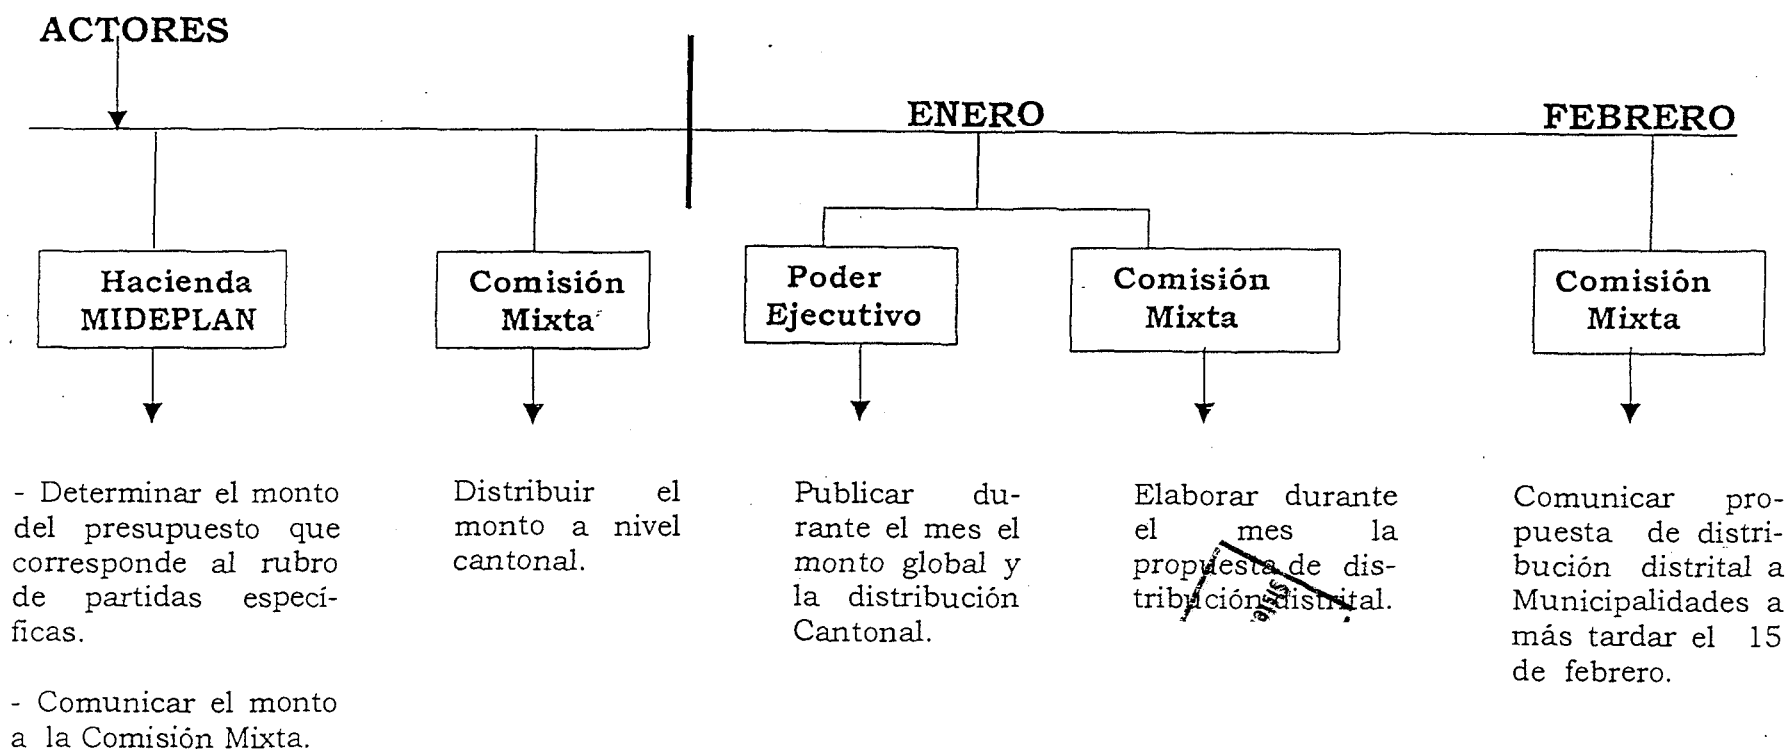 ACTORES
ENERO
FEBRERO
Hacienda
MIDEPLAN
Comisión
Mixta
Poder
Ejecutivo
Comisión
Mixta
Comisión
Mixta
- Determinar el monto
del presupuesto que
corresponde al rubro
de partidas especí-
ficas.
- Comunicar el monto
a la Comisión Mixta.
Distribuir el
monto a nivel
cantonal.
Publicar du-
rante el mes el
monto global y
la distribución
Cantonal.
Elaborar durante
el mes la
propuesta de dis-
tribución distrital.
Comunicar pro-
puesta de distri-
bución distrital a
Municipalidades a
más tardar el 15
de febrero.